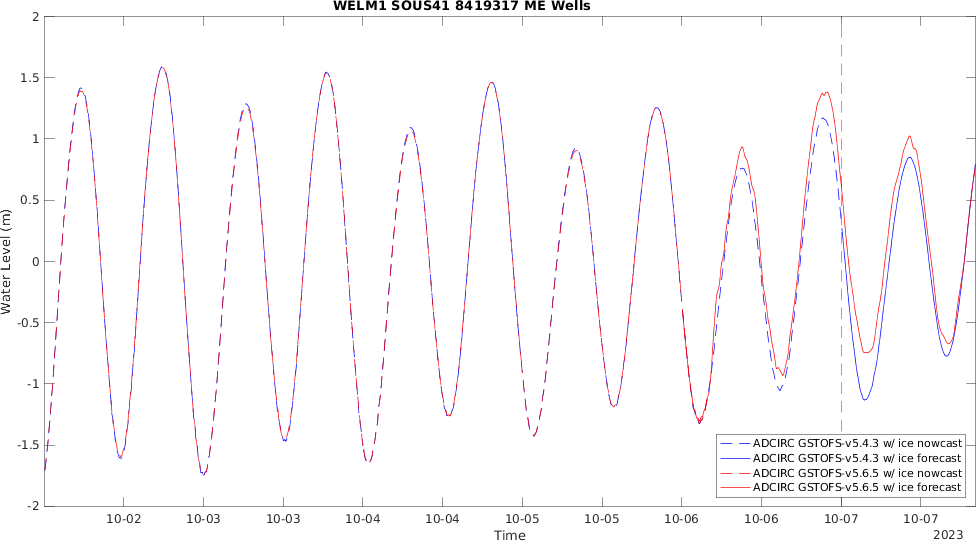 WELM1 SOUS41 8419317 ME Wells
2
1.5
1
0.5
0
-0.5
-1
-1.5
-2
Water Level (m)
ADCIRC GSTOFS-v5.4.3 w/ice nowcast
ADCIRC GSTOFS-v5.4.3 w/ice forecast
ADCIRC GSTOFS-v5.6.5 w/ice nowcast
ADCIRC GSTOFS-v5.6.5 w/ice forecast
10-02 10-03 10-03 10-04 10-04 10-05 10-05 10-06 10-06 10-07 10-07
Time
2023